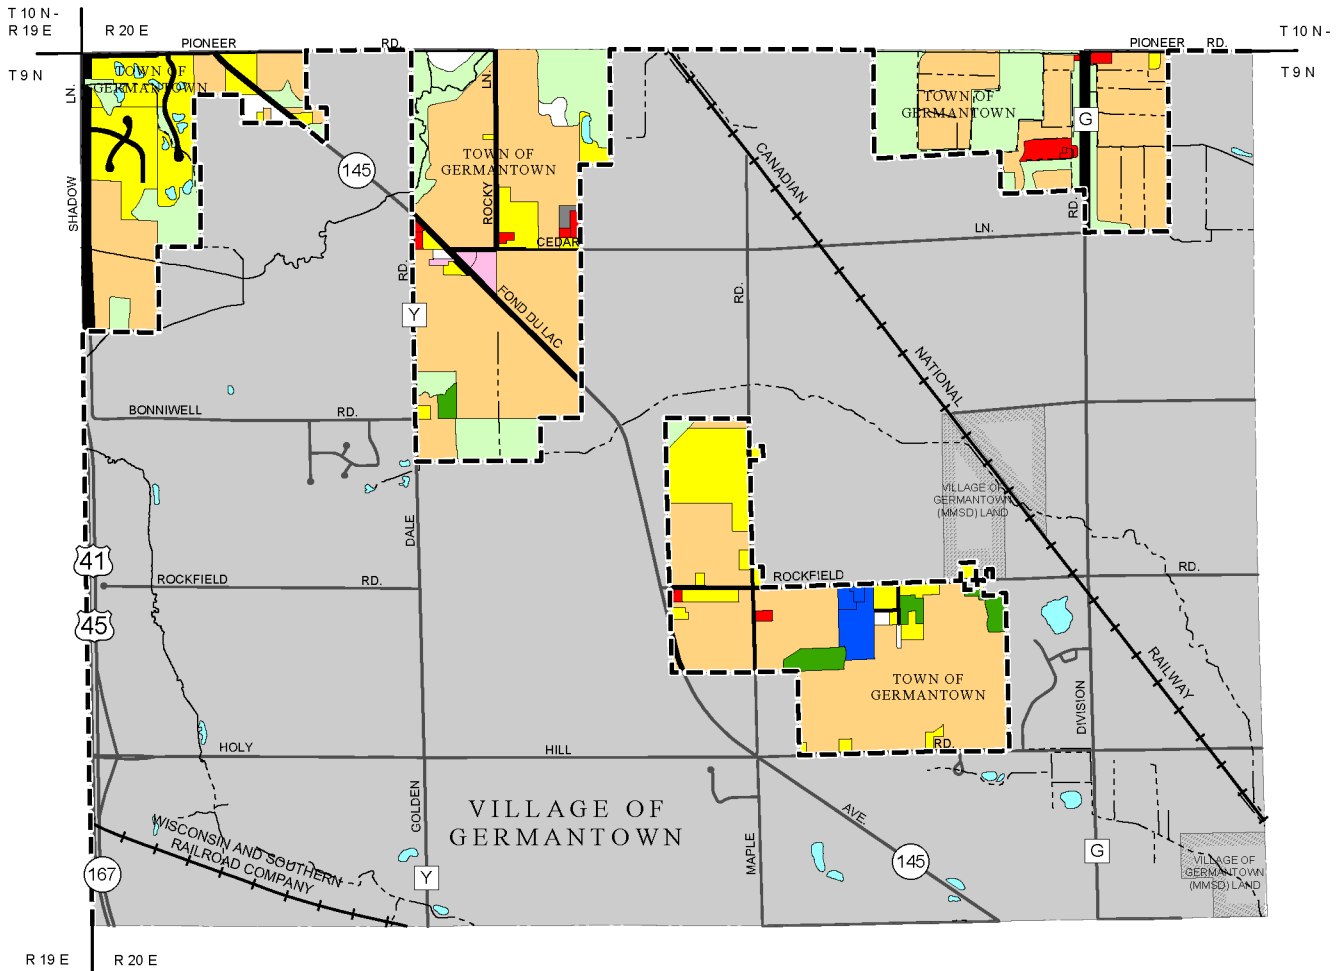 T 10 N -
R 19 E
R 20 E
T 10 N -
R 20 E
PIONEER
RD.
PIONEER
RD.
T 9 N
T 9 N
TOWN OF
GERMANTOWN
LN.
LN.
TOWN OF
GERMANTOWN
G
CANADIAN
145
TOWN OF
GERMANTOWN
SHADOW
ROCKY
RD.
CEDAR
LN.
RD.
RD.
FOND DU LAC
Y
NATIONAL
BONNIWELL
RD.
VILLAGE OF
GERMANTOWN
(MMSD) LAND
DALE
41
ROCKFIELD
RD.
ROCKFIELD
RD.
45
TOWN OF
GERMANTOWN
RAILWAY
DIVISION
HOLY
HILL
RD.
GOLDEN
VILLAGE OF
GERMANTOWN
AVE.
MAPLE
WISCONSIN AND SOUTHERN
RAILROAD COMPANY
145
G
VILLAGE OF
GERMANTOWN
(MMSD) LAND
167
Y
R 19 E
R 20 E